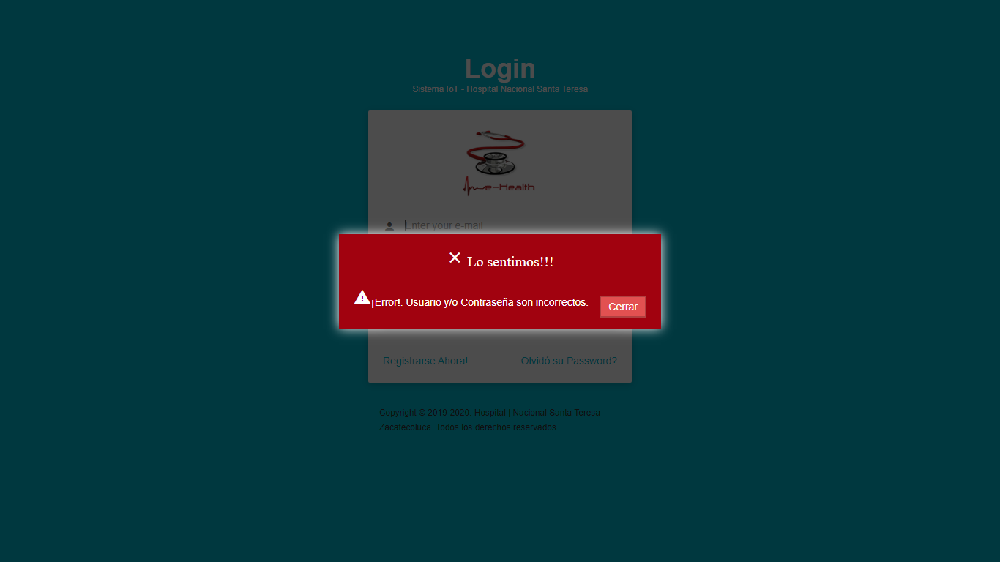 Login
Sistema IoT - Hospital Nacional Santa Teresa
e-Health
Enter your e-mail
× Lo sentimos!!!
¡Error!. Usuario y/o Contraseña son incorrectos.
Cerrar
Registrarse Ahora! Olvidó su Password?
Copyright © 2019-2020. Hospital | Nacional Santa Teresa
Zacatecoluca. Todos los derechos reservados